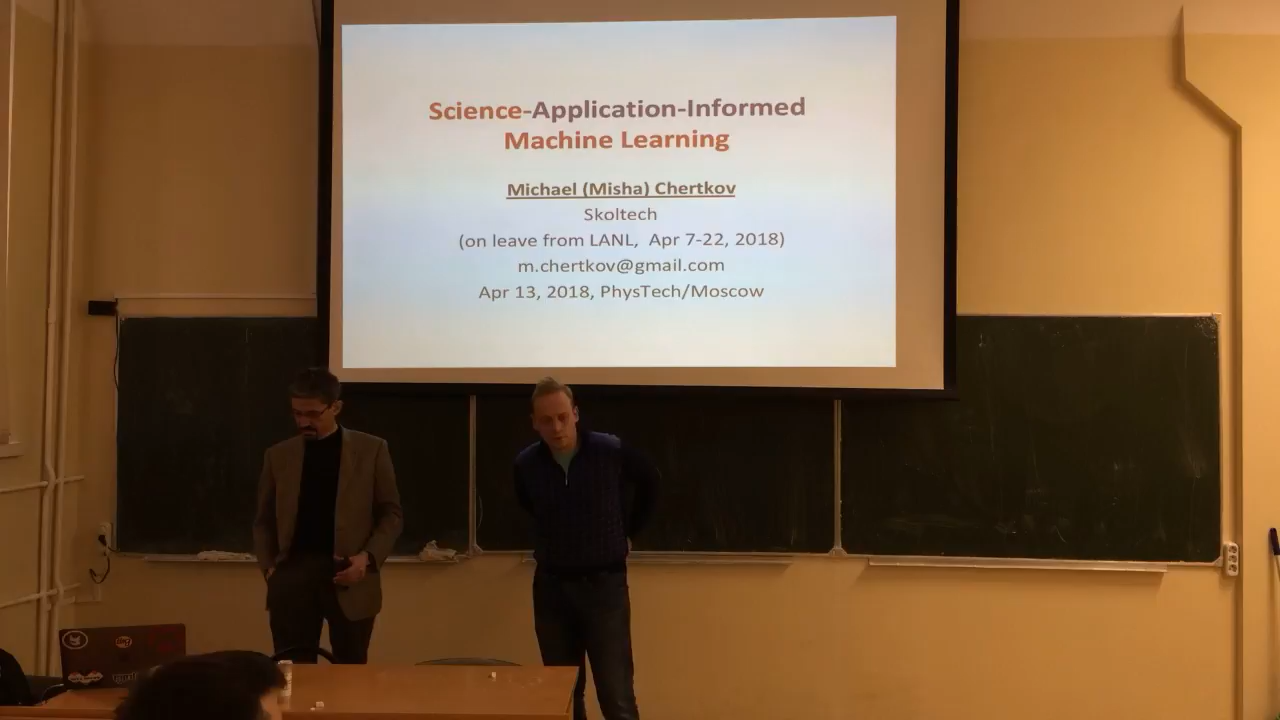 Science-Application-Informed
Machine Learning
Michael (Misha) Chertkov
Skoltech
(on leave from LANL, Apr 7-22, 2018)
m.chertkov@gmail.com
Apr 13, 2018, PhysTech/Moscow